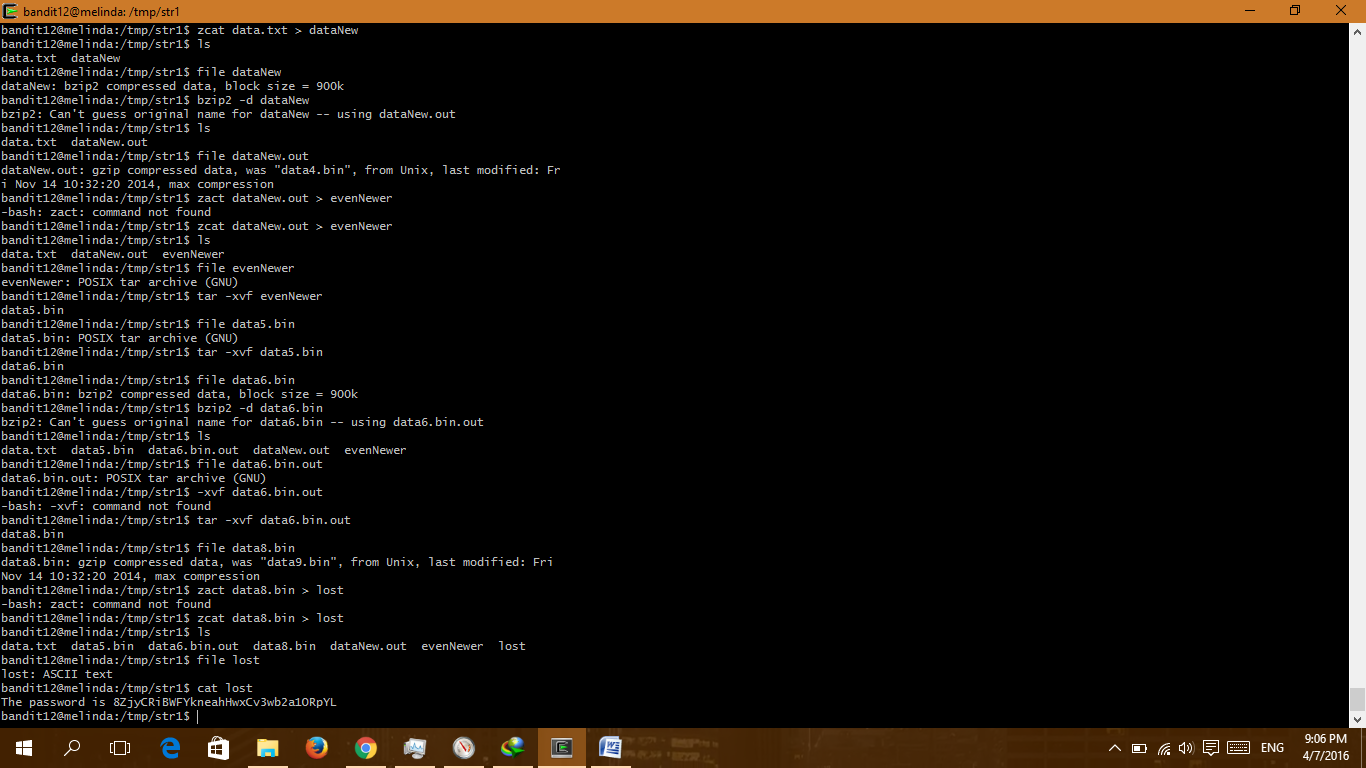 bandit12@melinda: /tmp/str1
bandit12@melinda:/tmp/str1$ zcat data.txt > dataNew
bandit12@melinda:/tmp/str1$ ls
data.txt  dataNew
bandit12@melinda:/tmp/str1$ file dataNew
dataNew: bzip2 compressed data, block size = 900k
bandit12@melinda:/tmp/str1$ bzip2 -d dataNew
bzip2: Can't guess original name for dataNew -- using dataNew.out
bandit12@melinda:/tmp/str1$ ls
data.txt  dataNew.out
bandit12@melinda:/tmp/str1$ file dataNew.out
dataNew.out: gzip compressed data, was "data4.bin", from Unix, last modified: Fr
i Nov 14 10:32:20 2014, max compression
bandit12@melinda:/tmp/str1$ zact dataNew.out > evenNewer
-bash: zact: command not found
bandit12@melinda:/tmp/str1$ zcat dataNew.out > evenNewer
bandit12@melinda:/tmp/str1$ ls
data.txt  dataNew.out  evenNewer
bandit12@melinda:/tmp/str1$ file evenNewer
evenNewer: POSIX tar archive (GNU)
bandit12@melinda:/tmp/str1$ tar -xvf evenNewer
data5.bin
bandit12@melinda:/tmp/str1$ file data5.bin
data5.bin: POSIX tar archive (GNU)
bandit12@melinda:/tmp/str1$ tar -xvf data5.bin
data6.bin
bandit12@melinda:/tmp/str1$ file data6.bin
data6.bin: bzip2 compressed data, block size = 900k
bandit12@melinda:/tmp/str1$ bzip2 -d data6.bin
bzip2: Can't guess original name for data6.bin -- using data6.bin.out
bandit12@melinda:/tmp/str1$ ls
data.txt  data5.bin  data6.bin.out  dataNew.out  evenNewer
bandit12@melinda:/tmp/str1$ file data6.bin.out
data6.bin.out: POSIX tar archive (GNU)
bandit12@melinda:/tmp/str1$ -xvf data6.bin.out
-bash: -xvf: command not found
bandit12@melinda:/tmp/str1$ tar -xvf data6.bin.out
data8.bin
bandit12@melinda:/tmp/str1$ file data8.bin
data8.bin: gzip compressed data, was "data9.bin", from Unix, last modified: Fri
Nov 14 10:32:20 2014, max compression
bandit12@melinda:/tmp/str1$ zact data8.bin > lost
-bash: zact: command not found
bandit12@melinda:/tmp/str1$ zcat data8.bin > lost
bandit12@melinda:/tmp/str1$ ls
data.txt  data5.bin  data6.bin.out  data8.bin  dataNew.out  evenNewer  lost
bandit12@melinda:/tmp/str1$ file lost
lost: ASCII text
bandit12@melinda:/tmp/str1$ cat lost
The password is 8ZjyCRiBWFYkneahHwxCv3wb2a1ORpYL
bandit12@melinda:/tmp/str1$
ENG
9:06 PM
4/7/2016